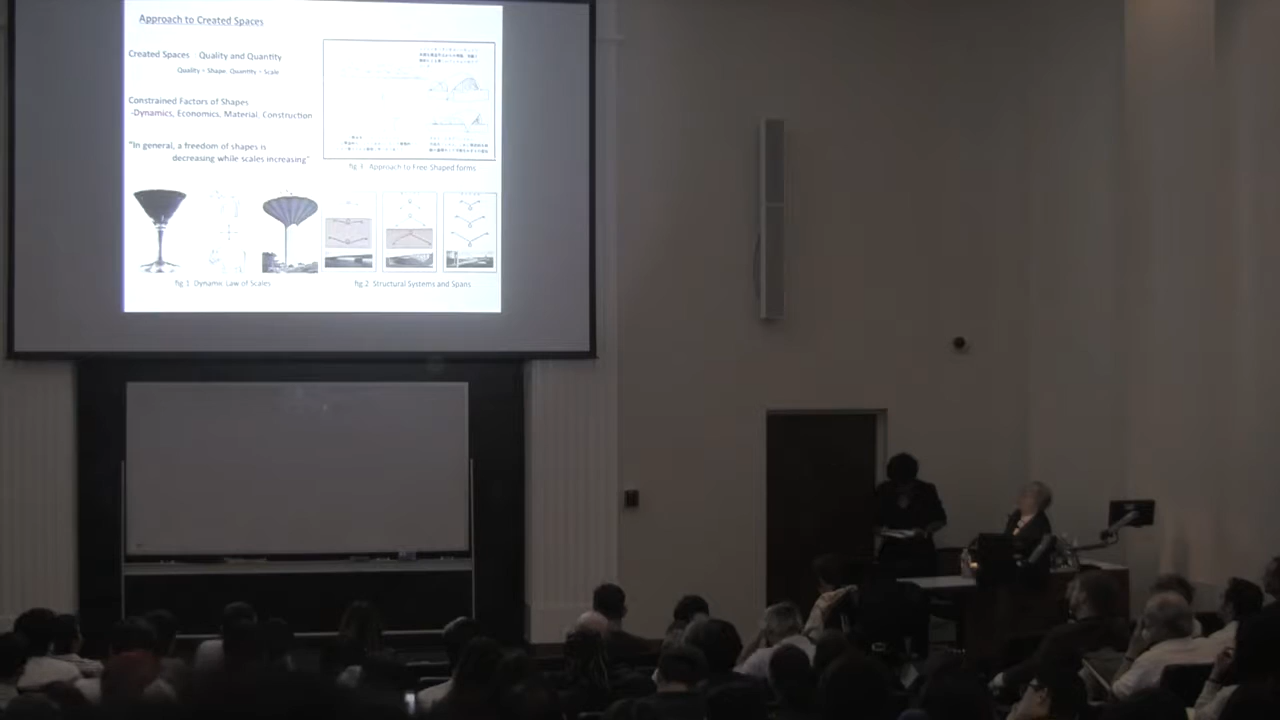 Approach to Created Spaces
Created Spaces Quality and Quantity
Quality = Shape, Quantity = Scale
Constrained Factors of Shapes
-Dynamics, Economics, Material, Construction
"In general, a freedom of shapes is
decreasing while scales increasing"
fig 3 Approach to Free Shaped forms
fig 1 Dynamic Law of Scales
fig 2 Structural Systems and Spans